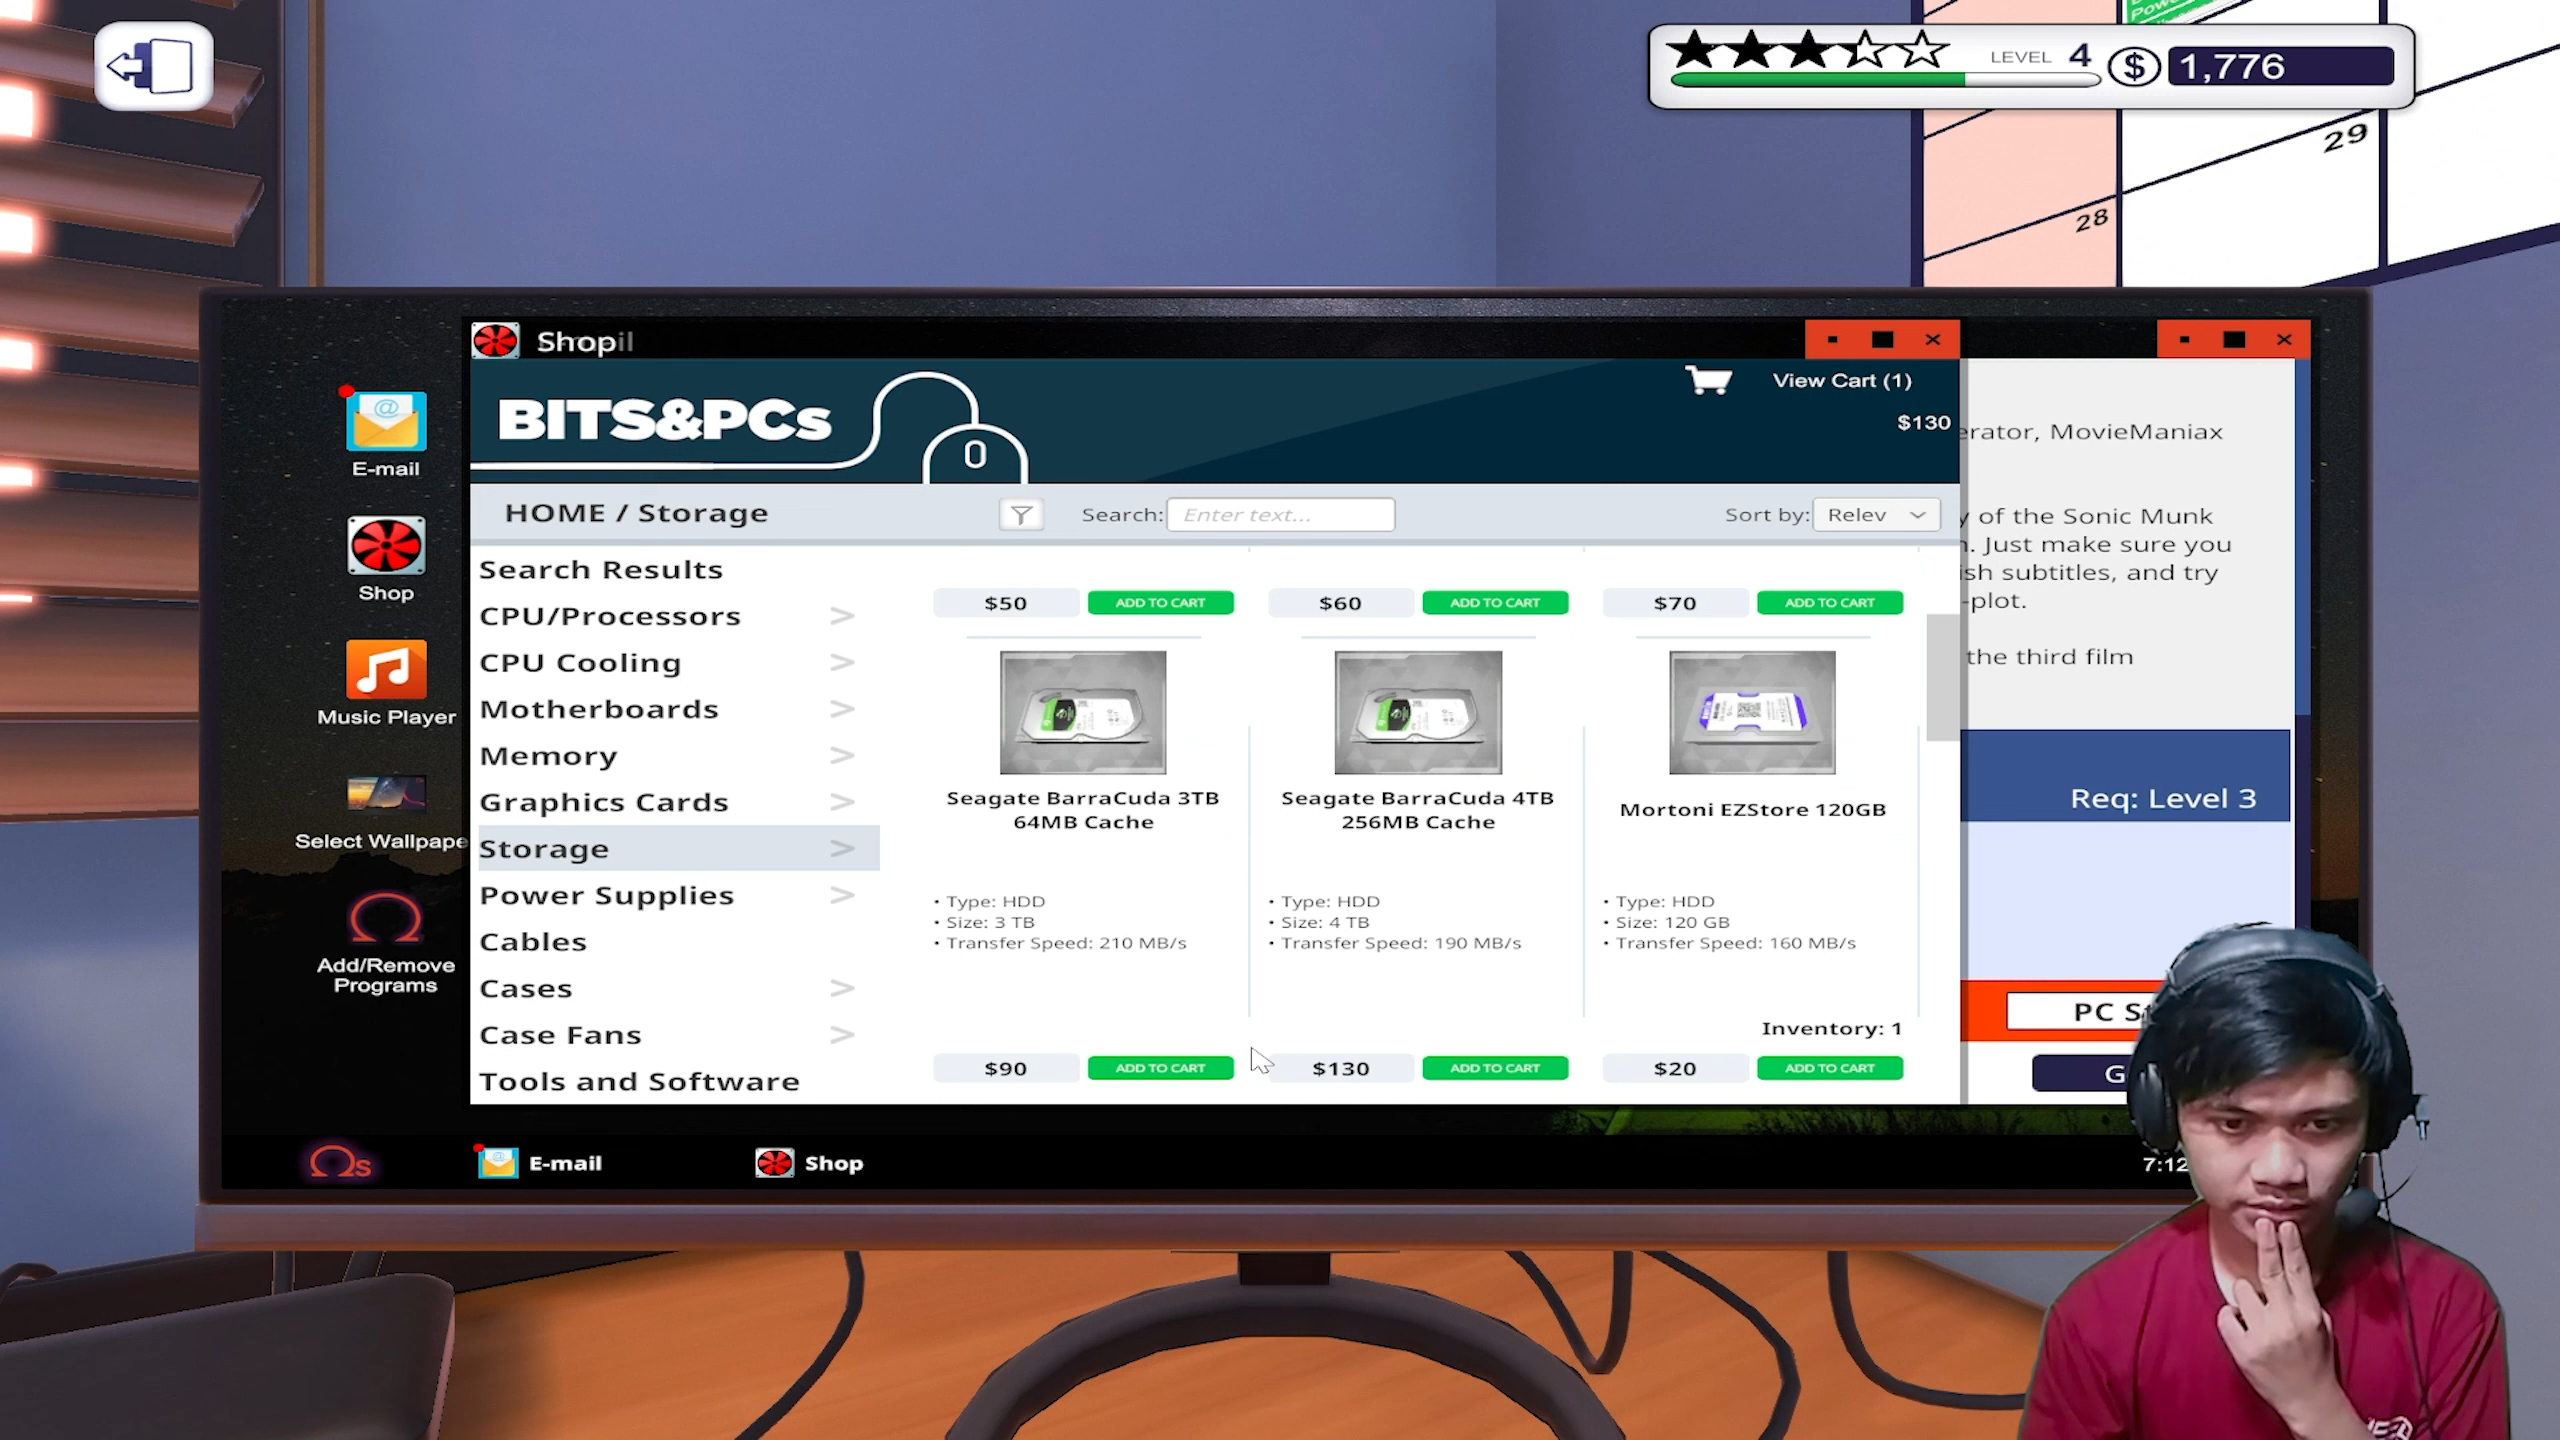 LEVEL 4 $ 1,776
29
28
Shop
View Cart (1)
BITS&PCs
$130
HOME / Storage
Search: Enter text...
Sort by: Relev
E-mail
Shop
Music Player
Select Wallpape
Add/Remove
Programs
Search Results
CPU/Processors >
CPU Cooling >
Motherboards >
Memory >
Graphics Cards >
Storage >
Power Supplies >
Cables
Cases >
Case Fans >
Tools and Software
$50 ADD TO CART $60 ADD TO CART $70 ADD TO CART
Seagate BarraCuda 3TB
64MB Cache
• Type: HDD
• Size: 3 TB
• Transfer Speed: 210 MB/s
$90 ADD TO CART
Seagate BarraCuda 4TB
256MB Cache
• Type: HDD
• Size: 4 TB
• Transfer Speed: 190 MB/s
$130 ADD TO CART
Mortoni EZStore 120GB
• Type: HDD
• Size: 120 GB
• Transfer Speed: 160 MB/s
Inventory: 1
$20 ADD TO CART
erator, MovieManiax
y of the Sonic Munk
n. Just make sure you
ish subtitles, and try
-plot.
the third film
Req: Level 3
PC St
G
E-mail
Shop
7:12